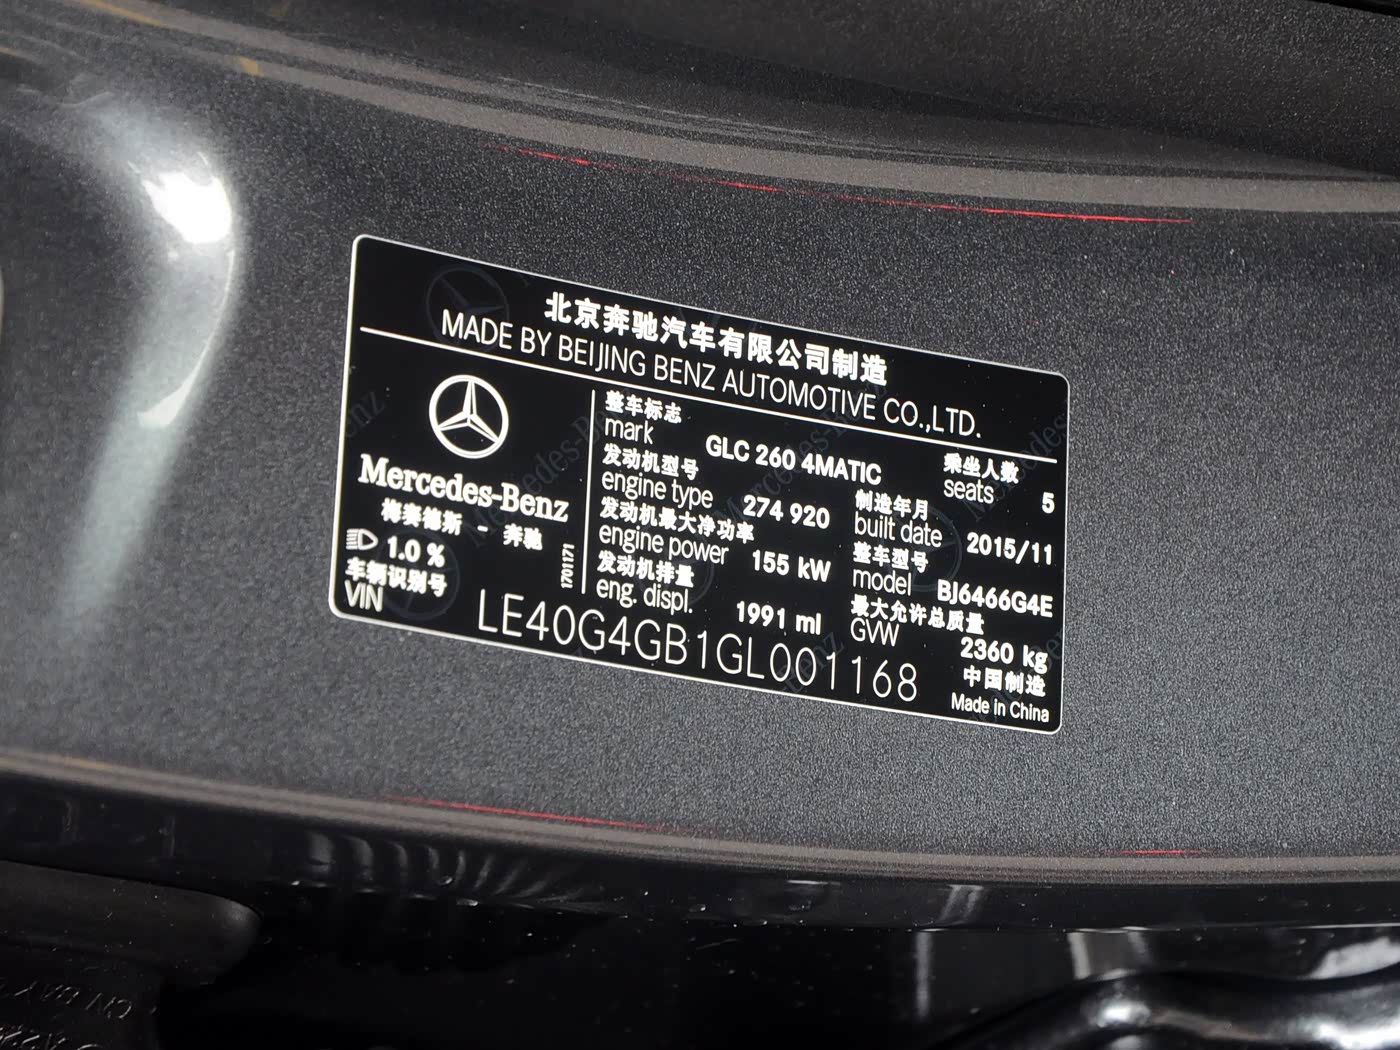 北京奔驰汽车有限公司制造
MADE BY BEIJING BENZ AUTOMOTIVE CO.,LTD.
Mercedes-Benz
梅赛德斯 - 奔驰
1.0 %
1701171
整车标志
mark GLC 260 4MATIC
乘坐人数
seats 5
发动机型号
engine type 274 920
制造年月
built date 2015/11
发动机最大净功率
engine power 155 kW
整车型号
model BJ6466G4E
发动机排量
eng. displ. 1991 ml
最大允许总质量
GVW 2360 kg
车辆识别号
VIN LE40G4GB1GL001168
中国制造
Made in China